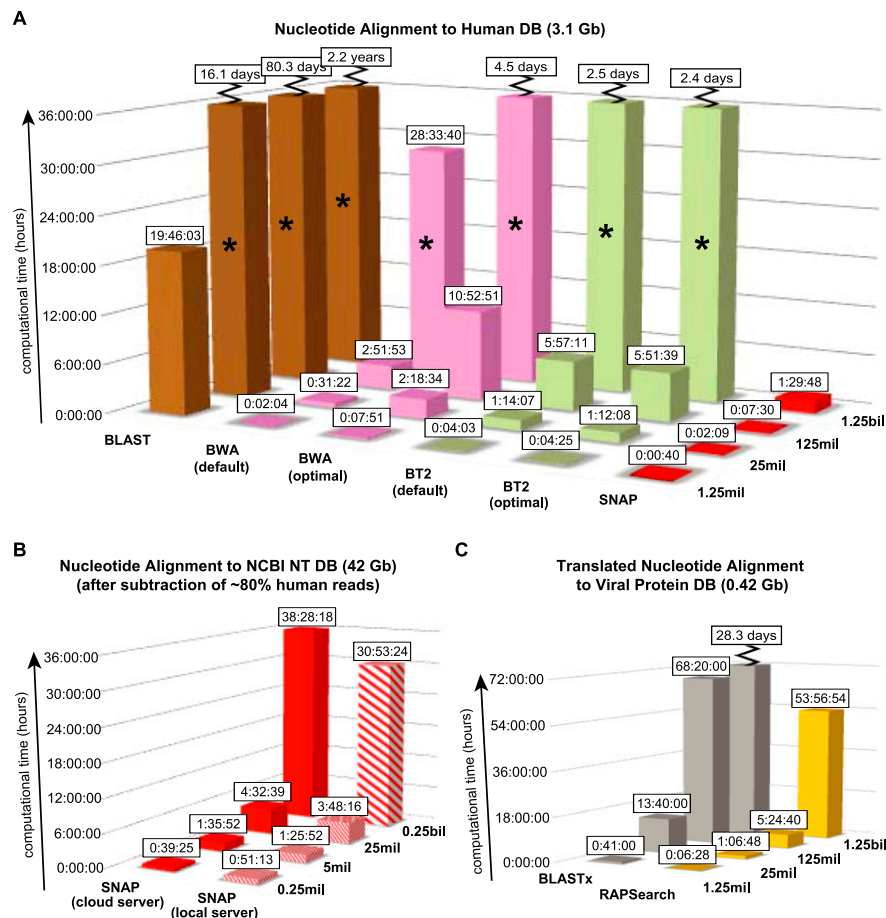 A
Nucleotide Alignment to Human DB (3.1 Gb)
16.1 days
80.3 days
2.2 years
4.5 days
2.5 days
2.4 days
computational time (hours)
36:00:00
30:00:00
24:00:00
18:00:00
12:00:00
6:00:00
0:00:00
19:46:03
*
*
*
28:33:40
*
*
*
*
10:52:51
2:51:53
5:57:11
5:51:39
0:31:22
2:18:34
1:14:07
1:12:08
1:29:48
0:02:04
0:07:51
0:04:03
0:04:25
0:00:40
0:02:09
0:07:30
BLAST
BWA
(default)
BWA
(optimal)
BT2
(default)
BT2
(optimal)
SNAP
1.25mil
25mil
125mil
1.25bil
B
Nucleotide Alignment to NCBI NT DB (42 Gb)
(after subtraction of ~80% human reads)
computational time (hours)
36:00:00
30:00:00
24:00:00
18:00:00
12:00:00
6:00:00
0:00:00
38:28:18
30:53:24
4:32:39
3:48:16
1:35:52
1:25:52
0:39:25
0:51:13
SNAP
(cloud server)
SNAP
(local server)
0.25mil
5mil
25mil
0.25bil
C
Translated Nucleotide Alignment
to Viral Protein DB (0.42 Gb)
computational time (hours)
72:00:00
54:00:00
36:00:00
18:00:00
0:00:00
28.3 days
68:20:00
53:56:54
13:40:00
5:24:40
0:41:00
1:06:48
0:06:28
BLASTx
RAPSearch
1.25mil
25mil
125mil
1.25bil